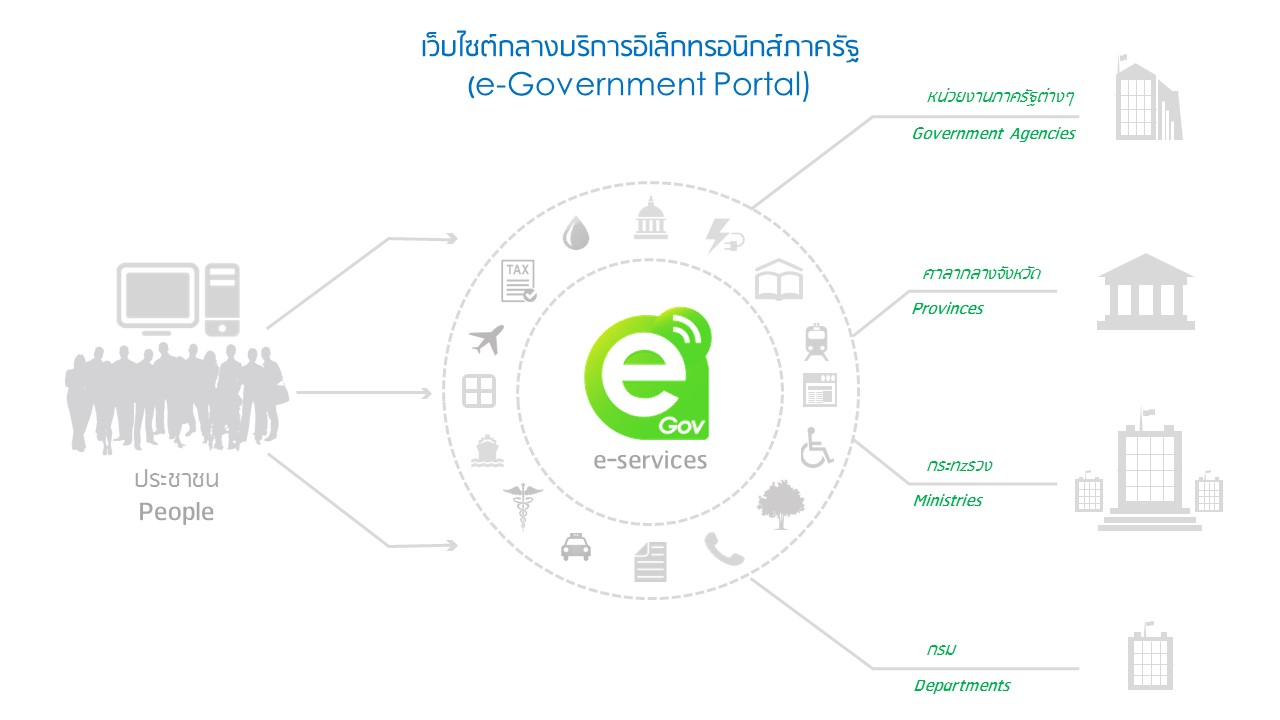 เว็บไซต์กลางบริการอิเล็กทรอนิกส์ภาครัฐ
(e-Government Portal)
หน่วยงานภาครัฐต่างๆ
Government Agencies
ศาลากลางจังหวัด
Provinces
TAX
e
Gov
e-services
ประชาชน
People
กระทรวง
Ministries
กรม
Departments